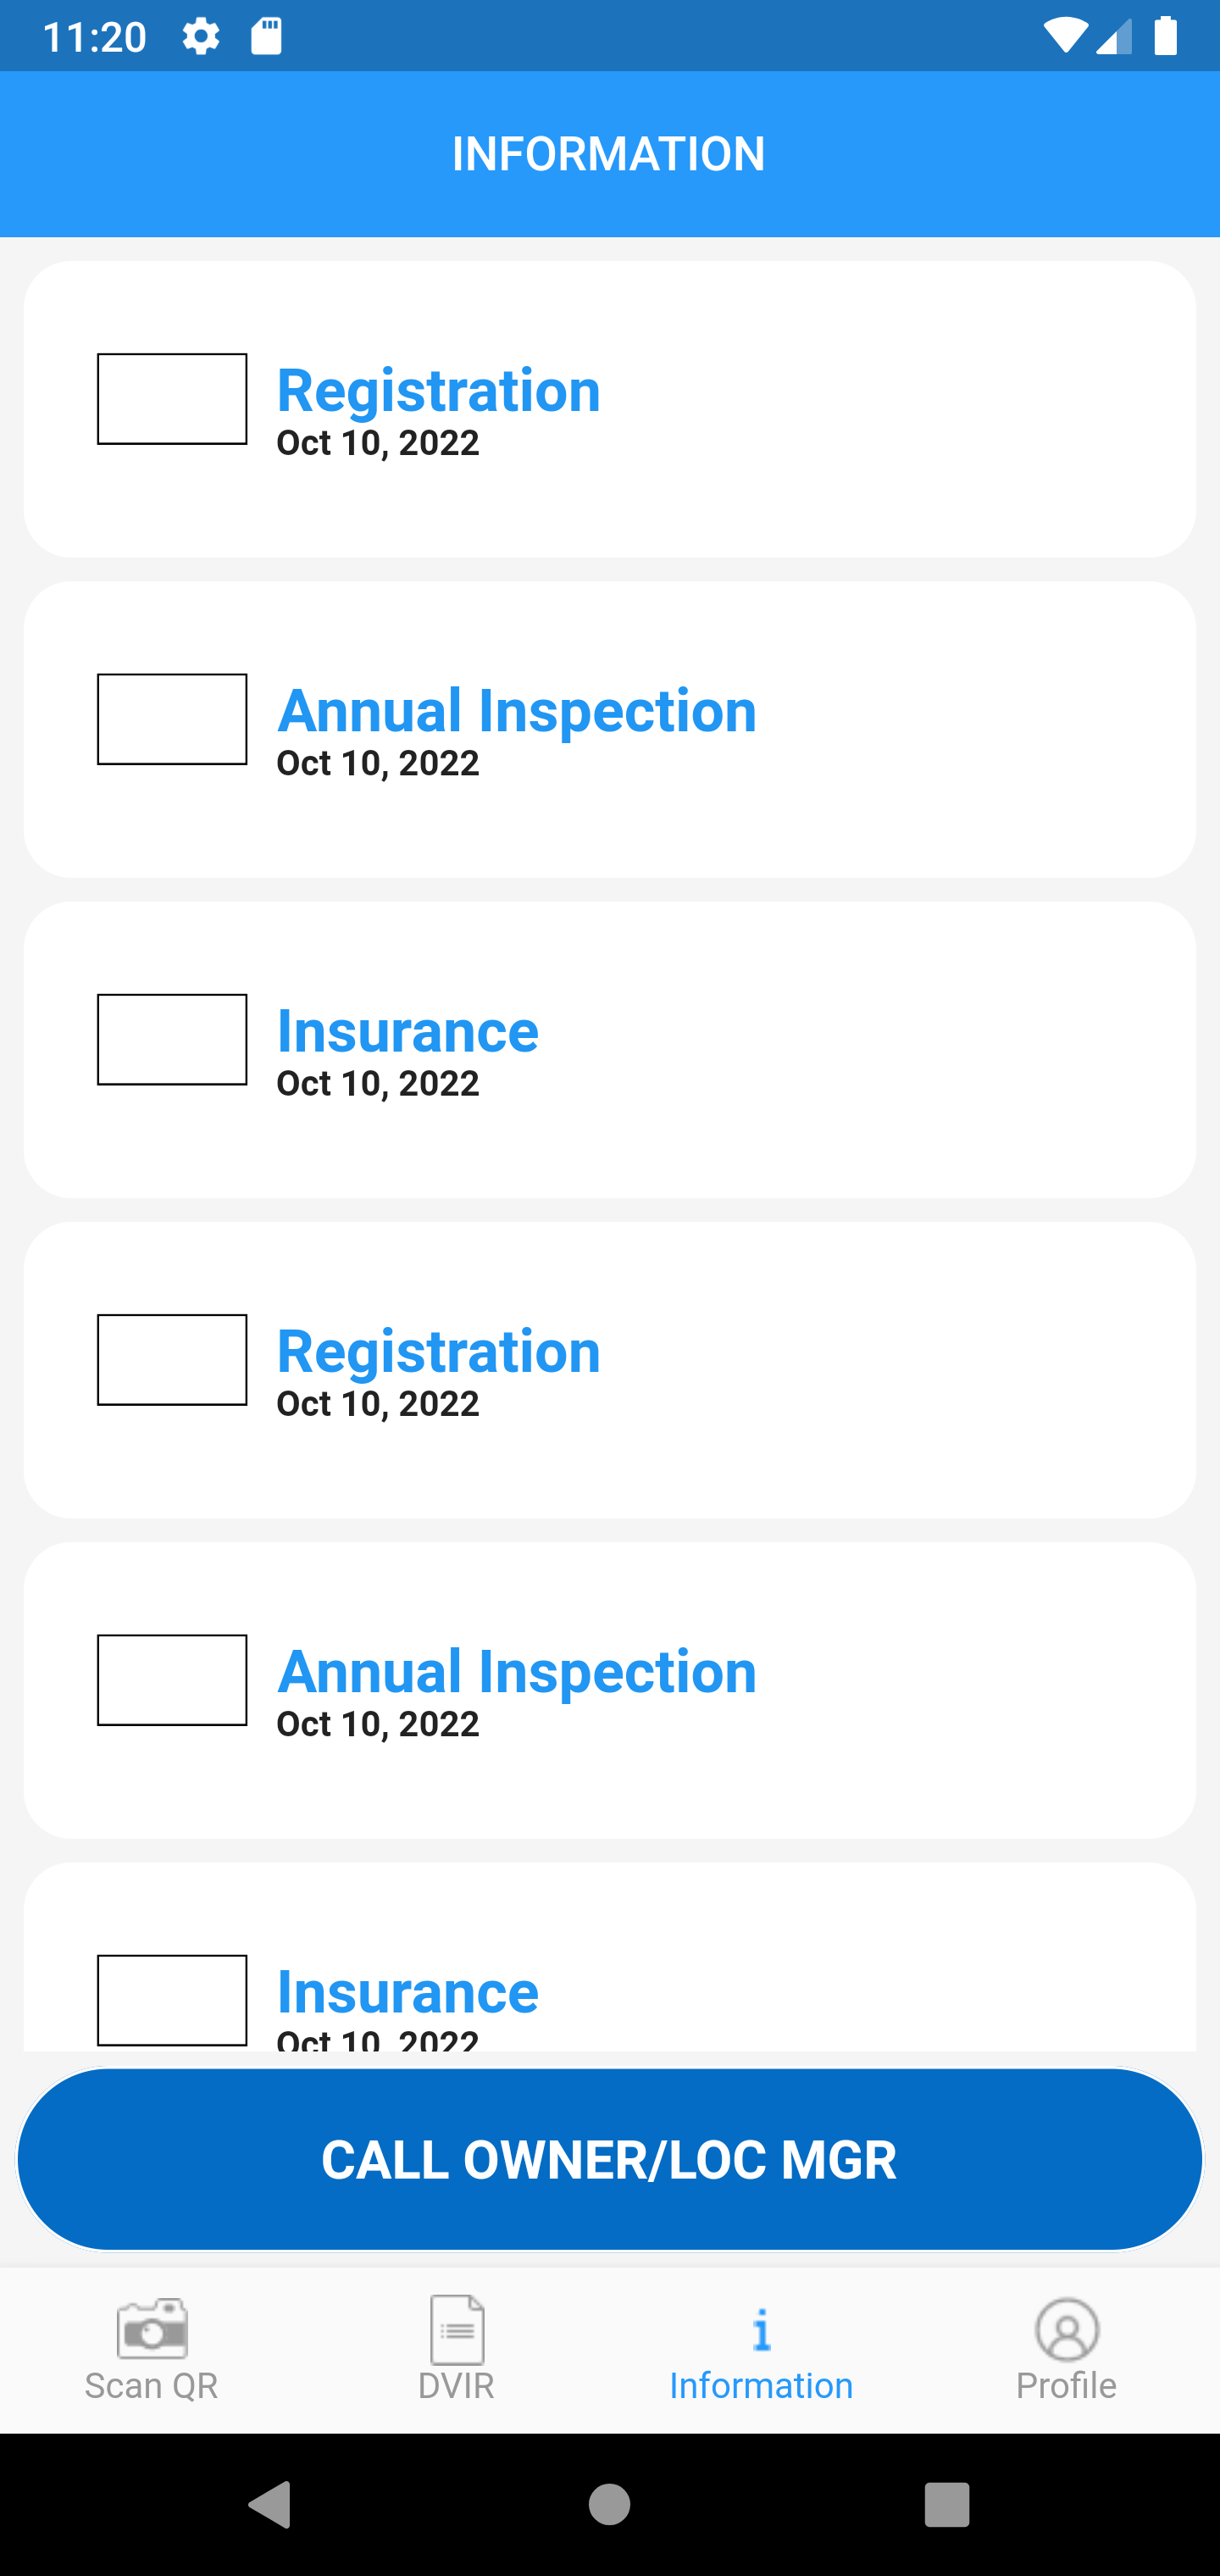 11:20
INFORMATION
Registration
Oct 10, 2022
Annual Inspection
Oct 10, 2022
Insurance
Oct 10, 2022
Registration
Oct 10, 2022
Annual Inspection
Oct 10, 2022
Insurance
Oct 10, 2022
CALL OWNER/LOC MGR
Scan QR
DVIR
Information
Profile